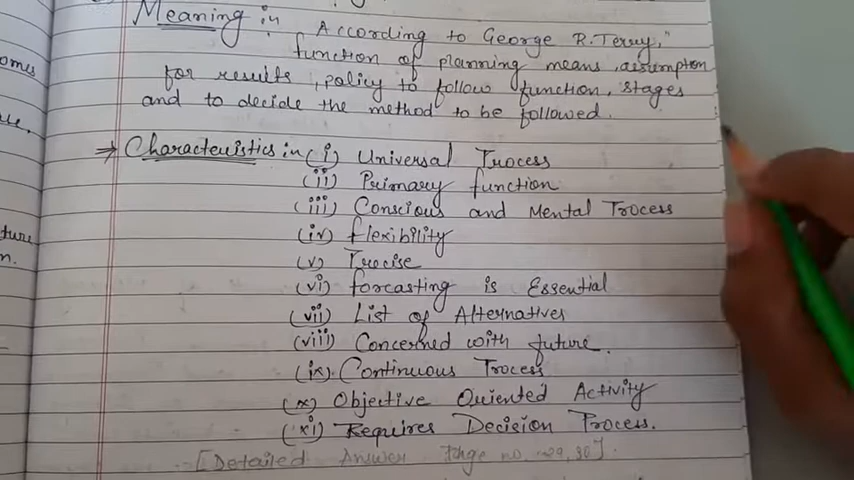 Meaning :-
According to George R. Terry,"
function of planning means, assumption
for results, policy to follow function, stages
and to decide the method to be followed.
⇒ Characteristics :- (i) Universal Process
(ii) Primary function
(iii) Conscious and Mental Process
(iv) flexibility
(v) Precise
(vi) forcasting is Essential
(vii) List of Alternatives
(viii) Concerned with future.
(ix) Continuous Process
(x) Objective Oriented Activity
(xi) Requires Decision Process.
[Detailed Answer Page no.